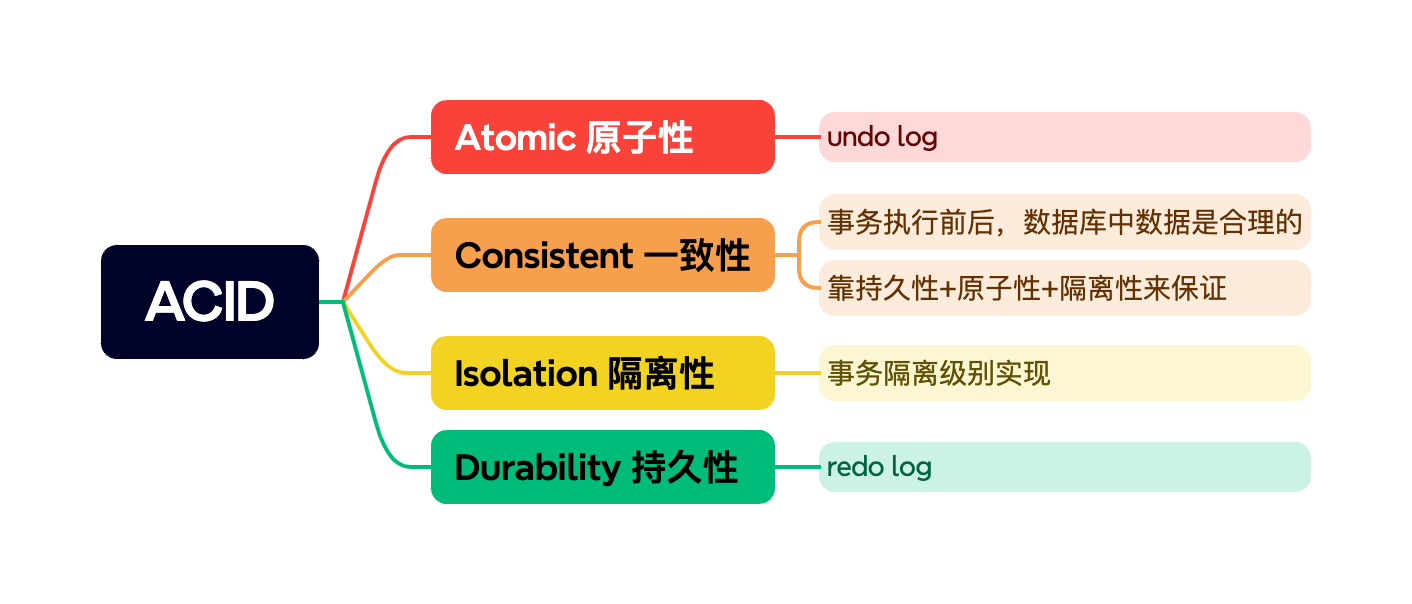 ACID
Atomic 原子性
undo log
Consistent 一致性
事务执行前后，数据库中数据是合理的
靠持久性+原子性+隔离性来保证
Isolation 隔离性
事务隔离级别实现
Durability 持久性
redo log